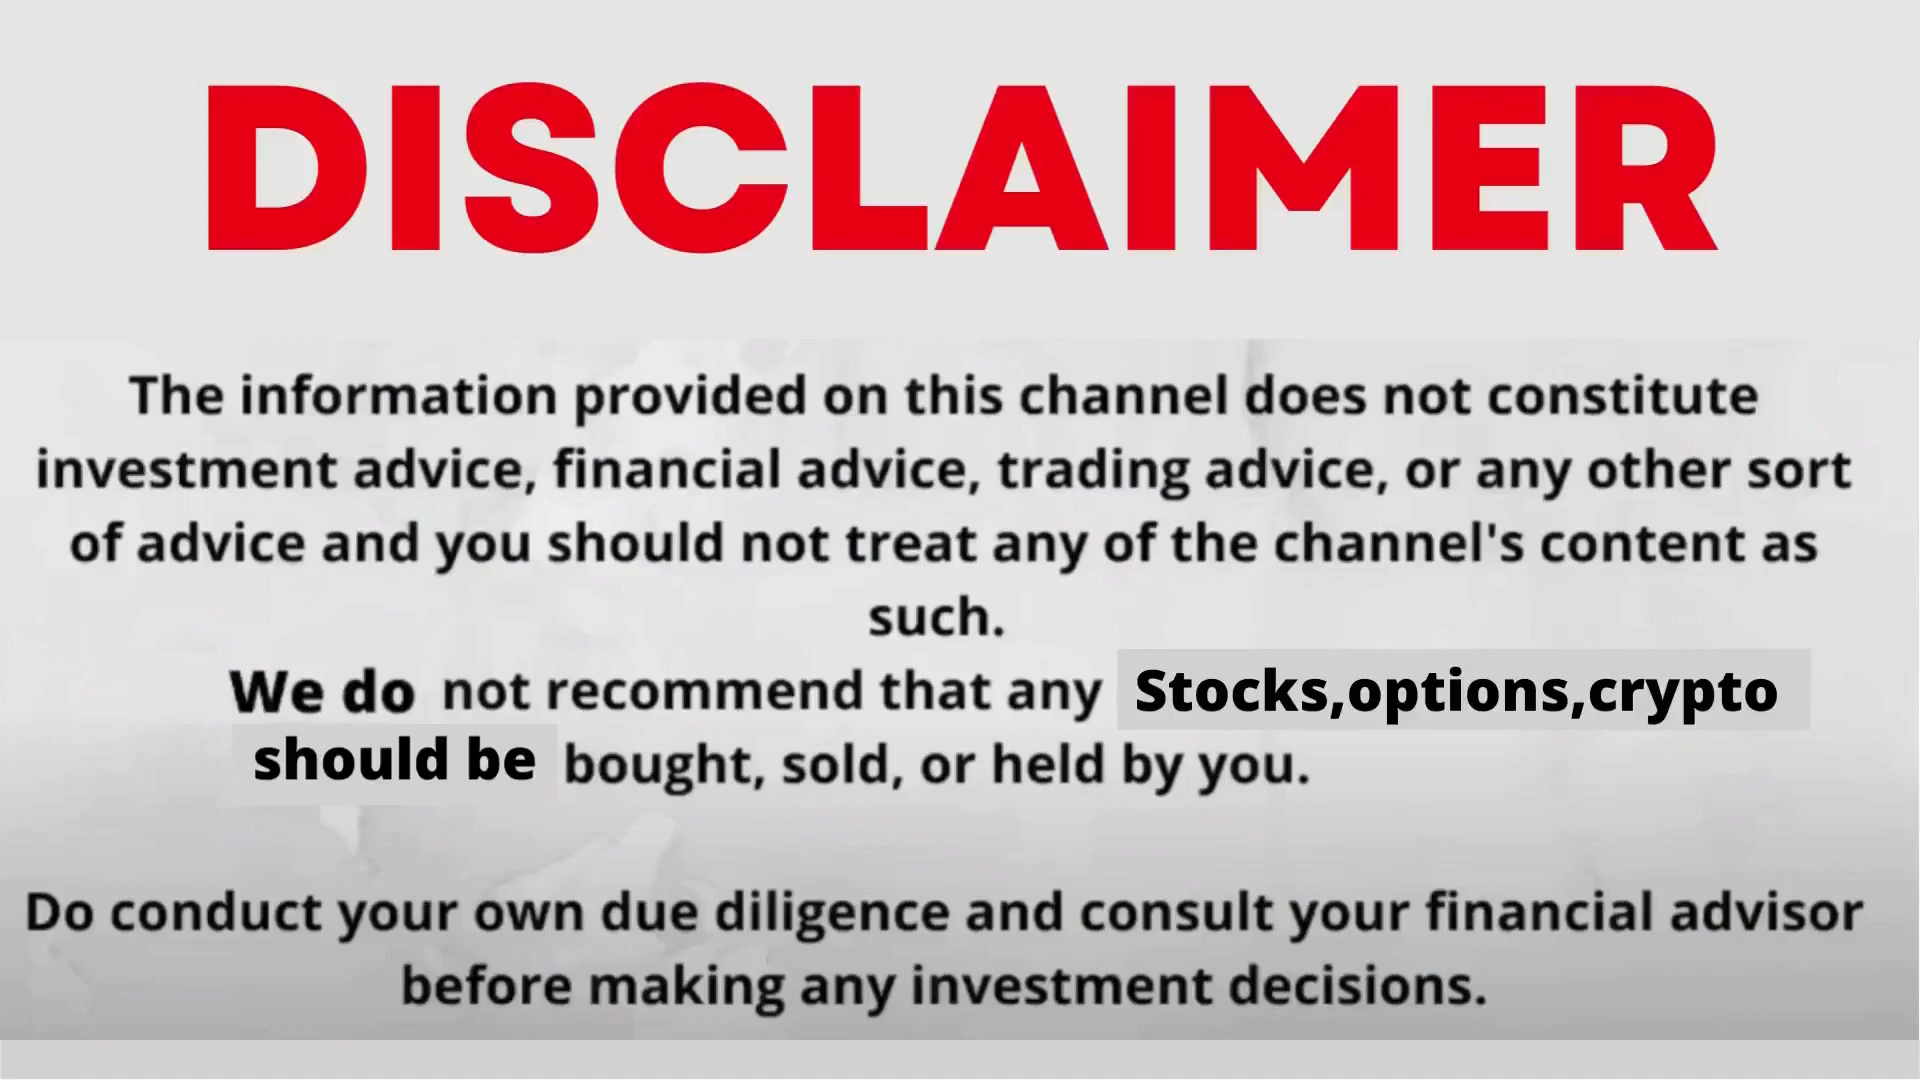 DISCLAIMER
The information provided on this channel does not constitute
investment advice, financial advice, trading advice, or any other sort
of advice and you should not treat any of the channel's content as
such.
We do not recommend that any Stocks,options,crypto
should be bought, sold, or held by you.
Do conduct your own due diligence and consult your financial advisor
before making any investment decisions.